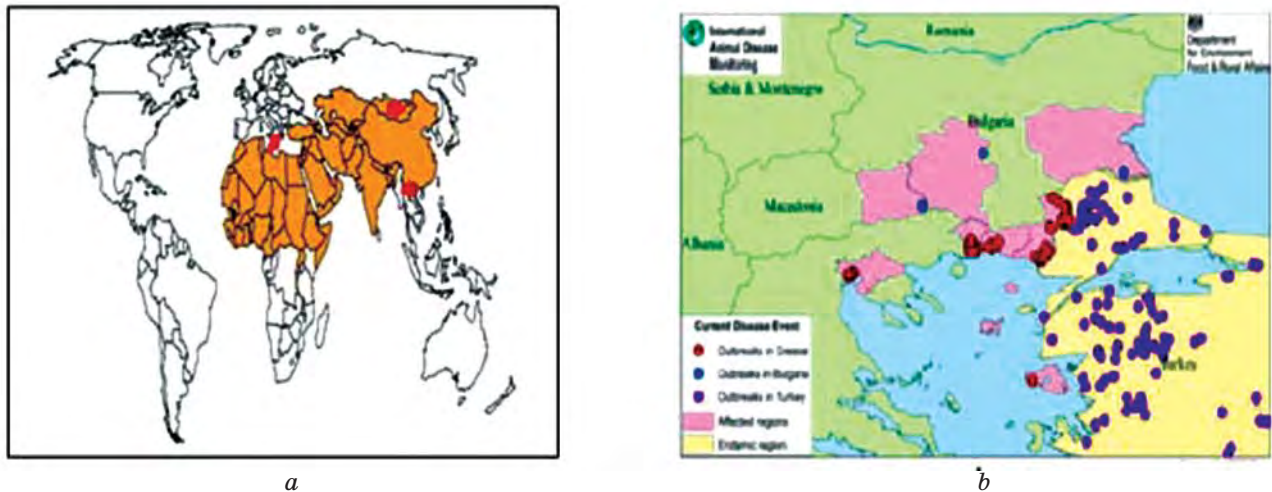 International
Animal Disease
Monitoring
Romania
Department
for Environment
Food & Rural Affairs
Serbia & Montenegro
Bulgaria
Macedonia
Albania
Current Disease Event
Outbreaks in Greece
Outbreaks in Bulgaria
Outbreaks in Turkey
Affected regions
Endemic region
Turkey
a
b